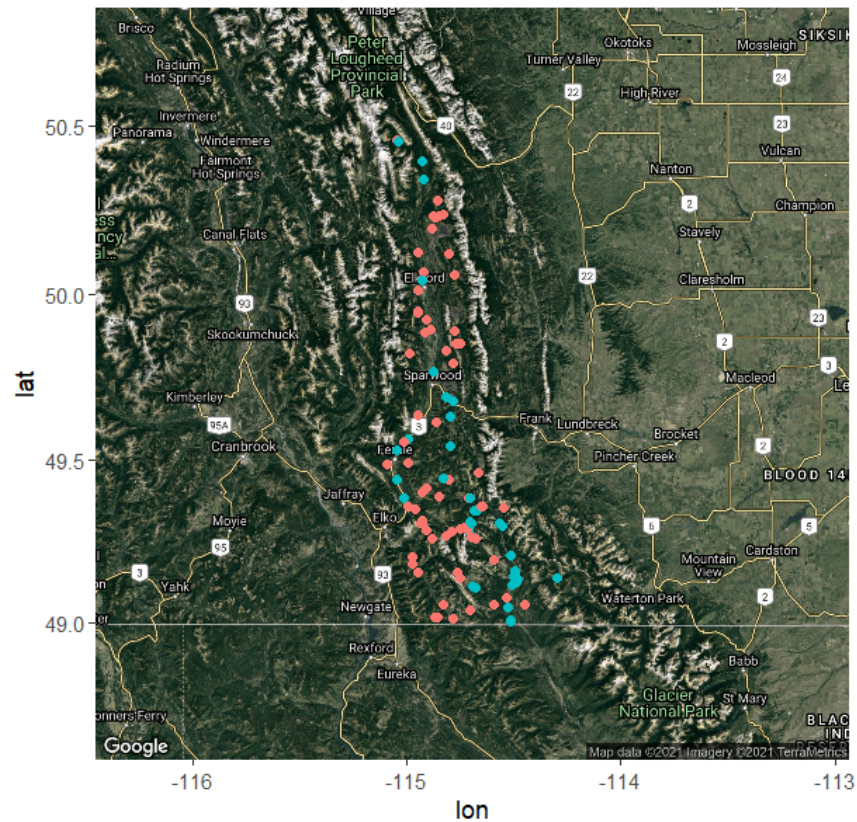 Village
Brisco
Peter
Lougheed
Provincial
Park
Okotoks
Mossleigh
Turner Valley
Radium
Hot Springs
24
22
High River
Invermere
40
23
Panorama
Windermere
50.5
Vulcan
Fairmont
Hot Springs
Nanton
2
Champion
Canal Flats
Stavely
50.0
22
Claresholm
93
23
Skookumchuck
2
3
Sparwood
Macleod
Kimberley
95A
3
Frank
Lundbreck
Brocket
2
Cranbrook
49.5
Pincher Creek
BLOOD 14
Jaffray
Elko
Moyie
6
5
95
Cardston
3
93
Mountain
View
Yahk
2
Waterton Park
Newgate
49.0
Rexford
Babb
Eureka
Glacier
National Park
St Mary
onners Ferry
BLAC
IND
Google
Map data ©2021 Imagery ©2021 TerraMetrics
-116
-115
-114
-113
lon
lat